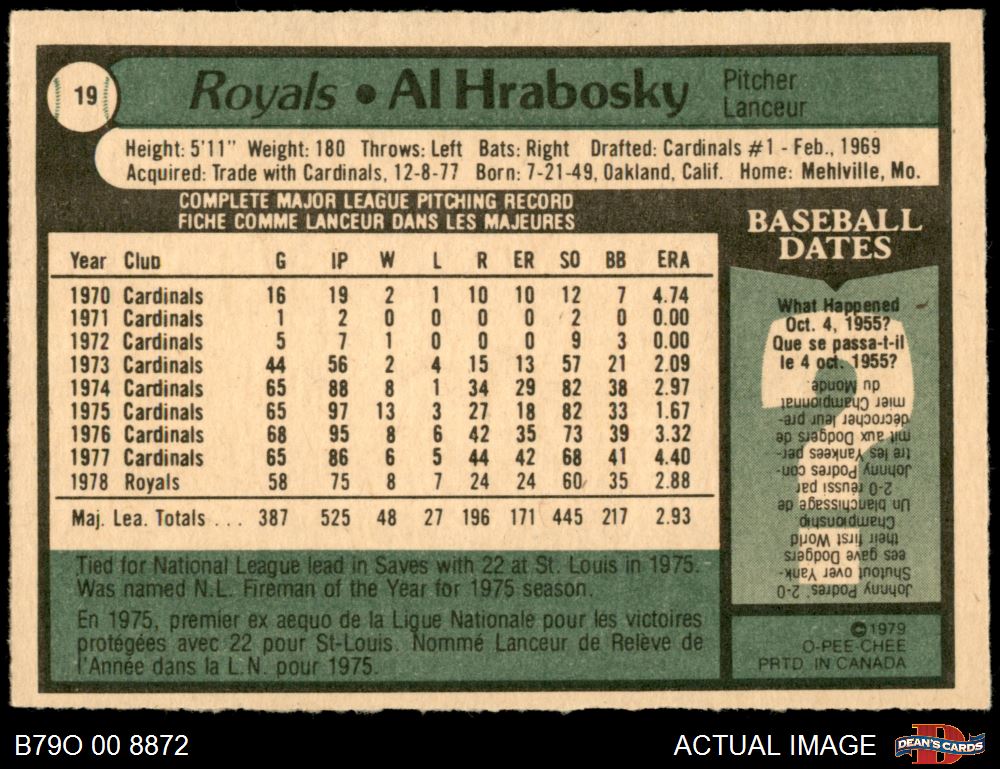 19
Royals • Al Hrabosky
Pitcher
Lanceur
Height: 5'11" Weight: 180 Throws: Left Bats: Right Drafted: Cardinals #1 - Feb., 1969
Acquired: Trade with Cardinals, 12-8-77 Born: 7-21-49, Oakland, Calif. Home: Mehlville, Mo.
COMPLETE MAJOR LEAGUE PITCHING RECORD
FICHE COMME LANCEUR DANS LES MAJEURES
Year Club G IP W L R ER SO BB ERA
1970 Cardinals 16 19 2 1 10 10 12 7 4.74
1971 Cardinals 1 2 0 0 0 0 2 0 0.00
1972 Cardinals 5 7 1 0 0 0 9 3 0.00
1973 Cardinals 44 56 2 4 15 13 57 21 2.09
1974 Cardinals 65 88 8 1 34 29 82 38 2.97
1975 Cardinals 65 97 13 3 27 18 82 33 1.67
1976 Cardinals 68 95 8 6 42 35 73 39 3.32
1977 Cardinals 65 86 6 5 44 42 68 41 4.40
1978 Royals 58 75 8 7 24 24 60 35 2.88
Maj. Lea. Totals ... 387 525 48 27 196 171 445 217 2.93
Tied for National League lead in Saves with 22 at St. Louis in 1975.
Was named N.L. Fireman of the Year for 1975 season.
En 1975, premier ex aequo de la Ligue Nationale pour les victoires
protégées avec 22 pour St-Louis. Nommé Lanceur de Relève de
l'Année dans la L.N. pour 1975.
BASEBALL
DATES
What Happened
Oct. 4, 1955?
Que se passa-t-il
le 4 oct. 1955?
Johnny Podres' 2-0
Shutout over Yank-
ees gave Dodgers
their first World
Championship
Un blanchissage de
2-0 réussi par
Johnny Podres con-
tre les Yankees per-
mit aux Dodgers de
décrocher leur pre-
mier Championnat
du Monde.
©1979
O-PEE-CHEE
PRTD. IN CANADA
B79O 00 8872
ACTUAL IMAGE
D
DEAN'S CARDS